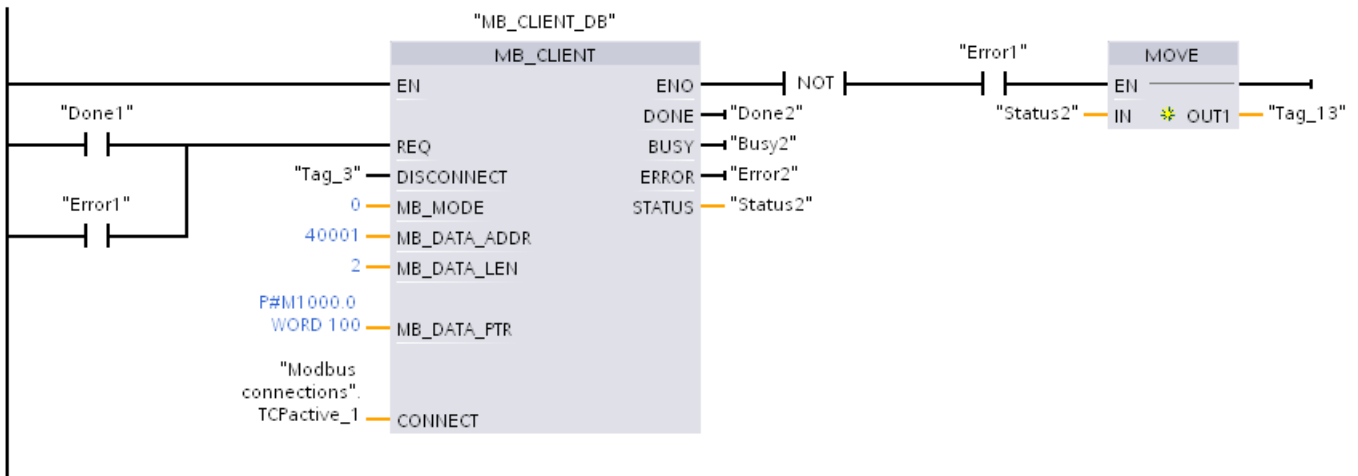 "MB_CLIENT_DB"
MB_CLIENT
EN
ENO
NOT
"Error1"
MOVE
EN
"Status2"
IN
OUT1
"Tag_13"
"Done1"
DONE
"Done2"
REQ
BUSY
"Busy2"
"Tag_3"
DISCONNECT
ERROR
"Error2"
"Error1"
0
MB_MODE
STATUS
"Status2"
40001
MB_DATA_ADDR
2
MB_DATA_LEN
P#M1000.0
WORD 100
MB_DATA_PTR
"Modbus
connections".
TCPactive_1
CONNECT